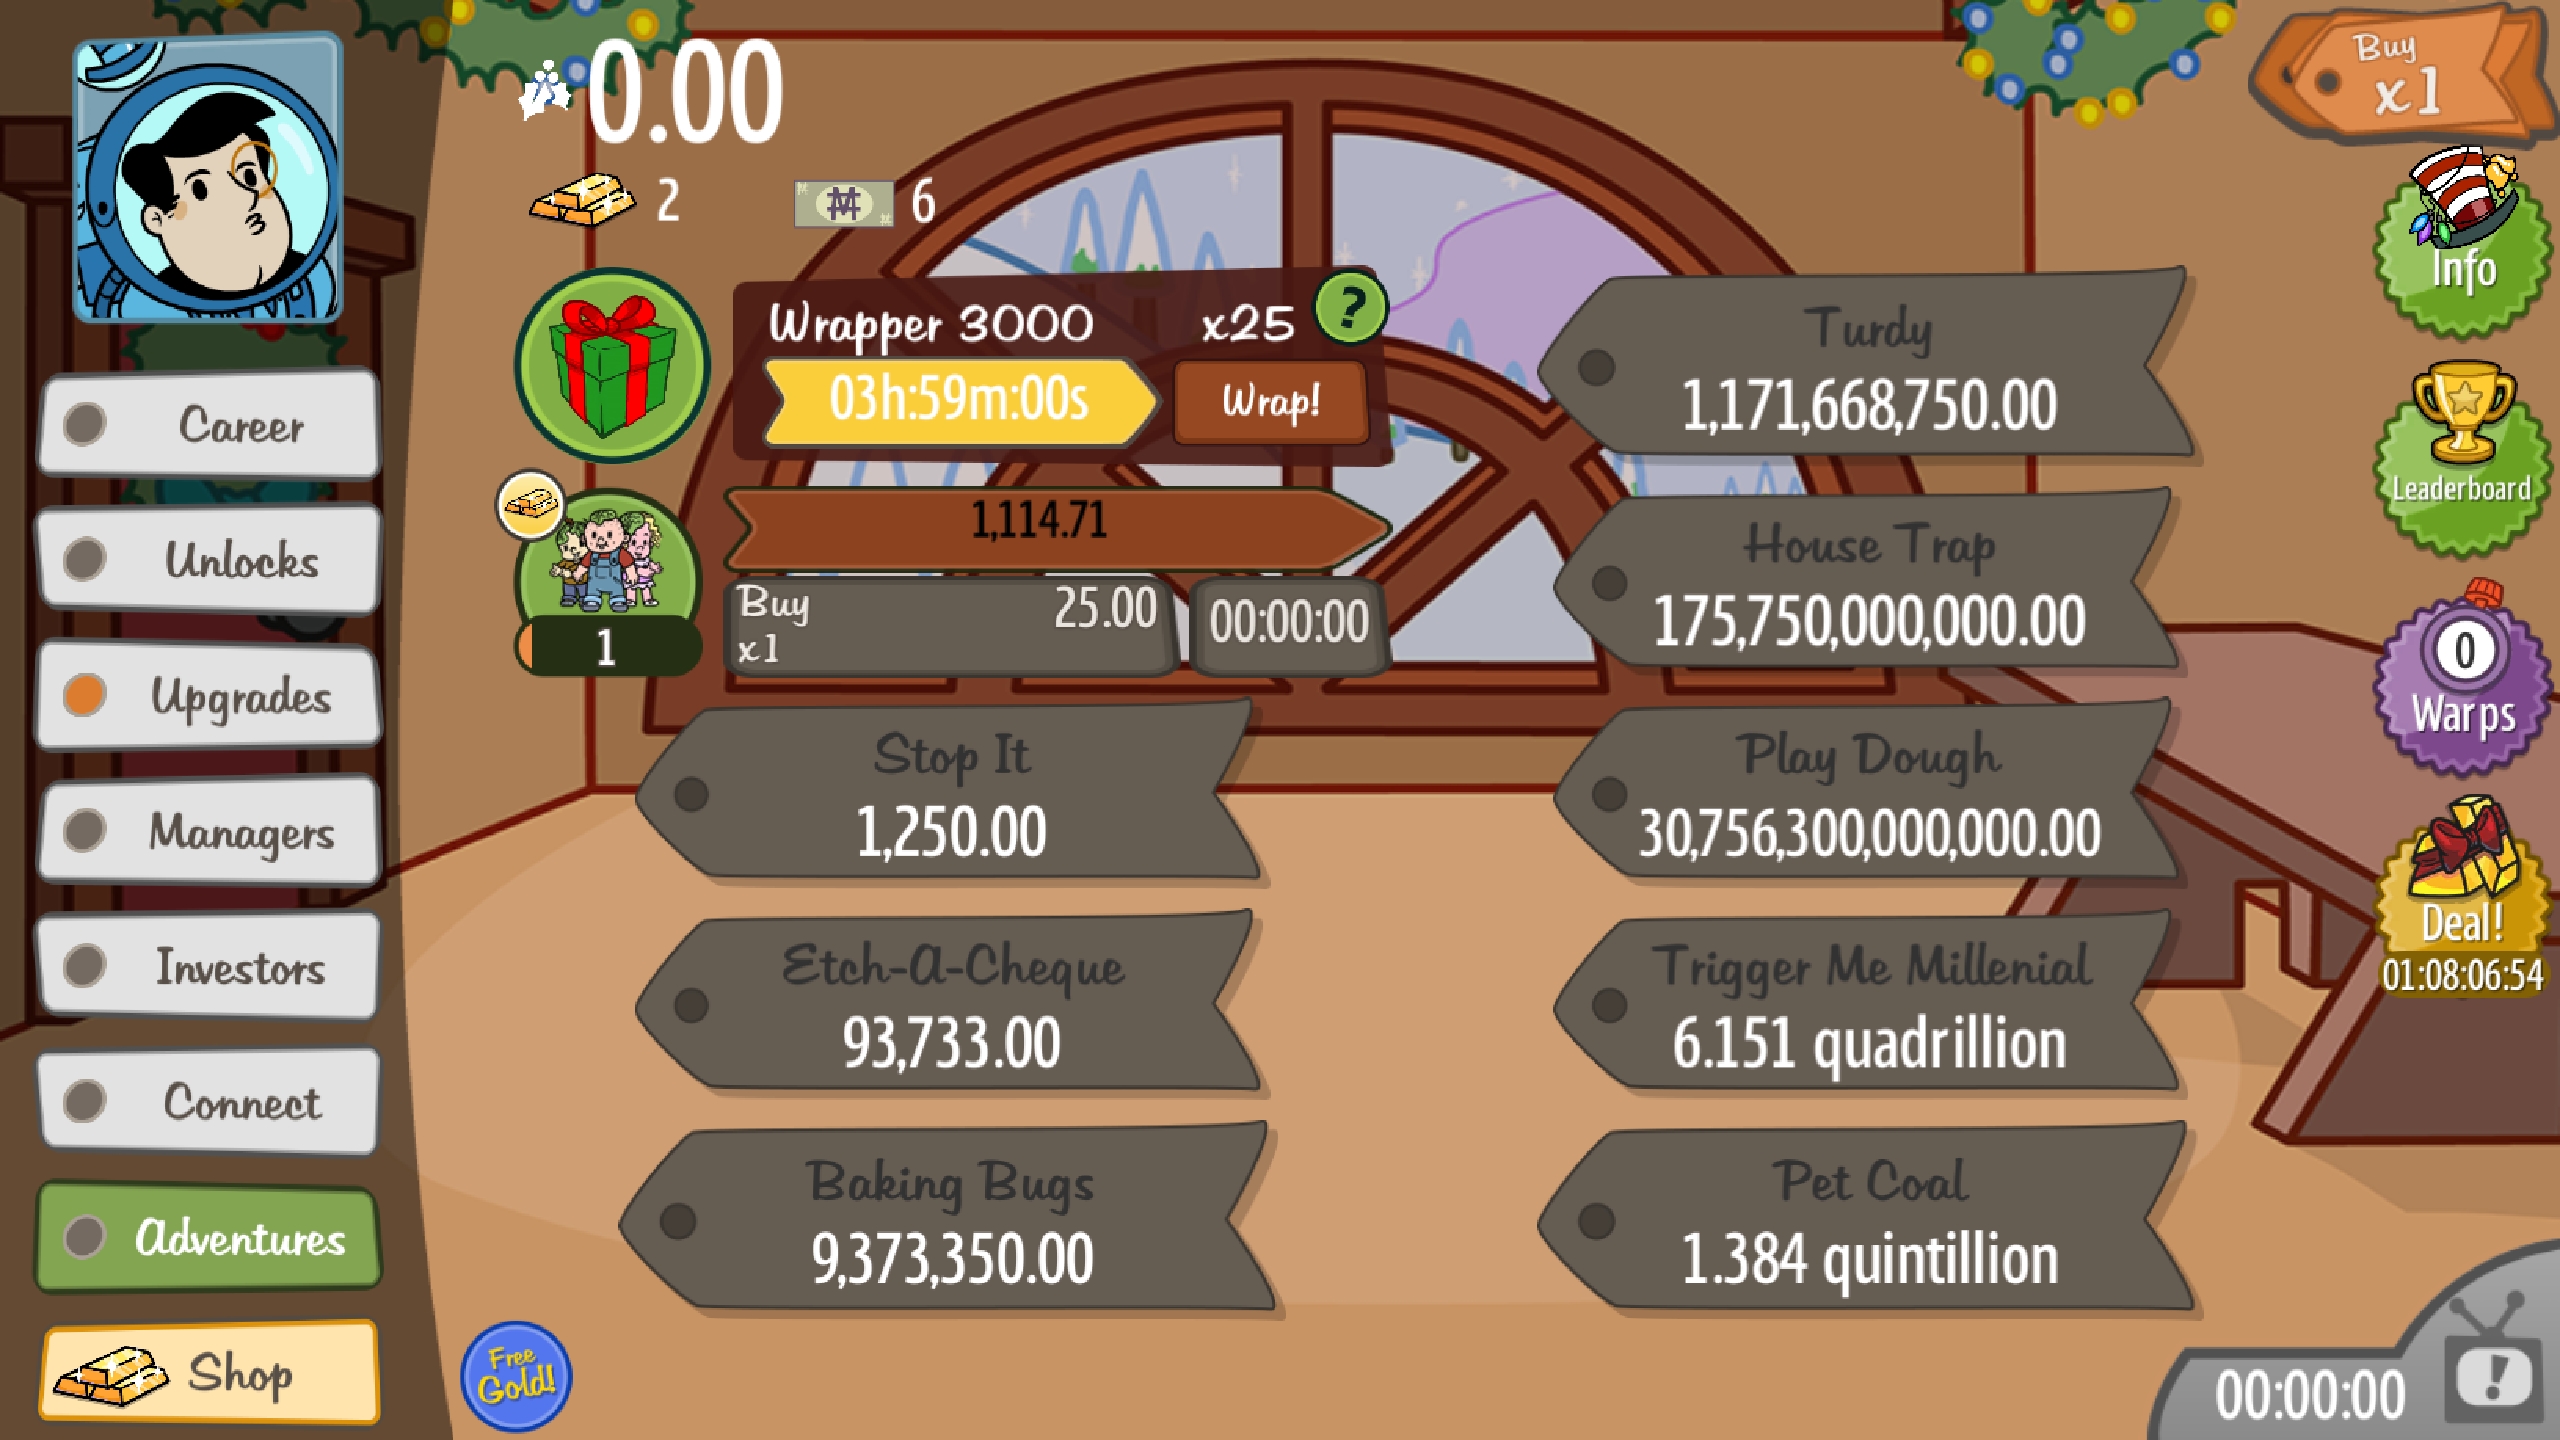 0.00
2
6
Buy
x1
Info
Leaderboard
0
Warps
Deal!
01:08:06:54
Career
Unlocks
Upgrades
Managers
Investors
Connect
Adventures
Shop
Wrapper 3000 x25 ?
03h:59m:00s Wrap!
1,114.71
1
Buy
x1
25.00
00:00:00
Stop It
1,250.00
Etch-A-Cheque
93,733.00
Baking Bugs
9,373,350.00
Turdy
1,171,668,750.00
House Trap
175,750,000,000.00
Play Dough
30,756,300,000,000.00
Trigger Me Millenial
6.151 quadrillion
Pet Coal
1.384 quintillion
Free
Gold!
00:00:00
!